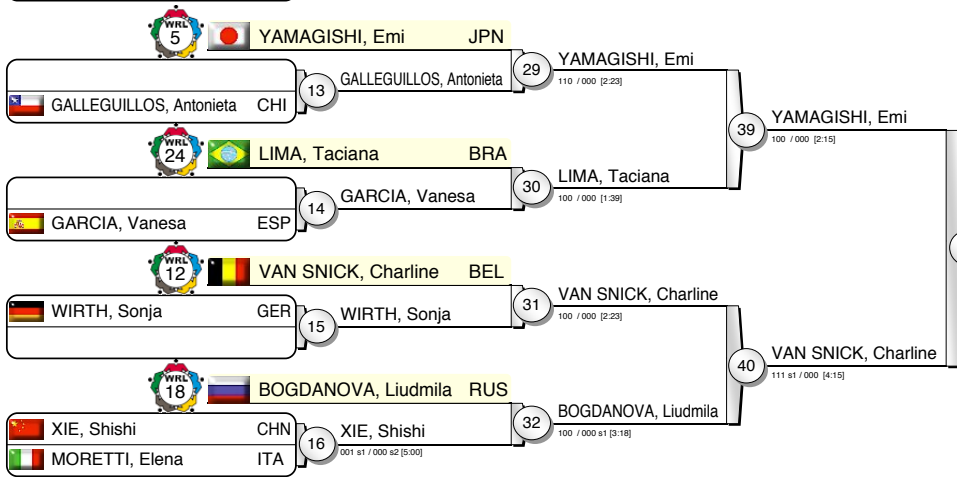 WRL
5
YAMAGISHI, Emi JPN
GALLEGUILLOS, Antonieta CHI
13
GALLEGUILLOS, Antonieta
29
YAMAGISHI, Emi
110 / 000 [2:23]
WRL
24
LIMA, Taciana BRA
GARCIA, Vanesa ESP
14
GARCIA, Vanesa
30
LIMA, Taciana
100 / 000 [1:39]
39
YAMAGISHI, Emi
100 / 000 [2:15]
WRL
12
VAN SNICK, Charline BEL
WIRTH, Sonja GER
15
WIRTH, Sonja
31
VAN SNICK, Charline
100 / 000 [2:23]
WRL
18
BOGDANOVA, Liudmila RUS
XIE, Shishi CHN
MORETTI, Elena ITA
16
XIE, Shishi
001 s1 / 000 s2 [5:00]
32
BOGDANOVA, Liudmila
100 / 000 s1 [3:18]
40
VAN SNICK, Charline
111 s1 / 000 [4:15]